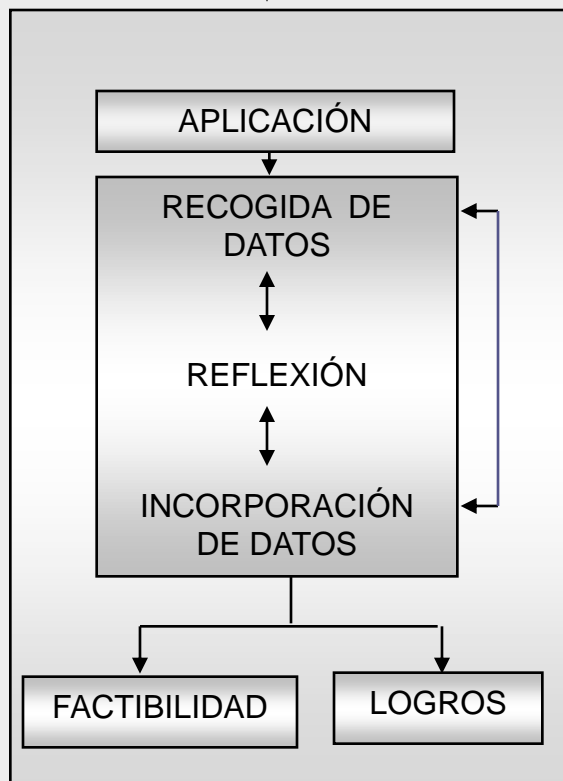 APLICACIÓN
RECOGIDA DE
DATOS
REFLEXIÓN
INCORPORACIÓN
DE DATOS
FACTIBILIDAD
LOGROS